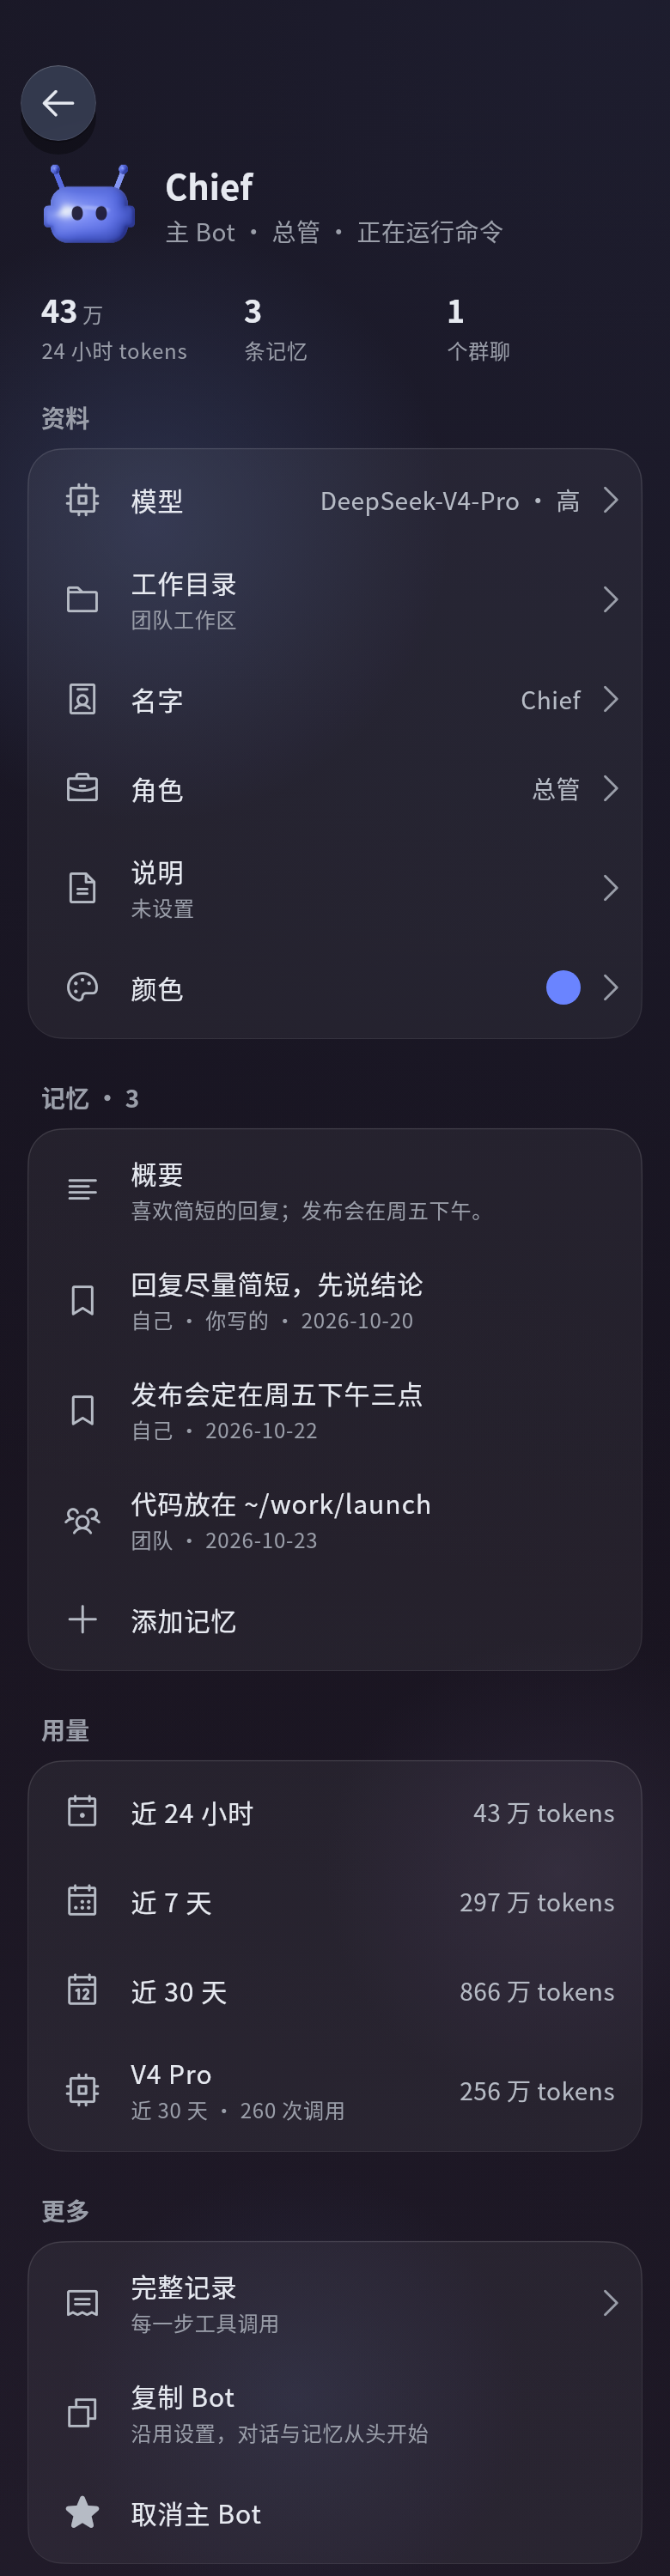 Chief
主 Bot · 总管 · 正在运行命令
43 万
24 小时 tokens
3
条记忆
1
个群聊
资料
模型
DeepSeek-V4-Pro · 高
工作目录
团队工作区
名字
Chief
角色
总管
说明
未设置
颜色
记忆 · 3
概要
喜欢简短的回复；发布会在周五下午。
回复尽量简短，先说结论
自己 · 你写的 · 2026-10-20
发布会定在周五下午三点
自己 · 2026-10-22
代码放在 ~/work/launch
团队 · 2026-10-23
添加记忆
用量
近 24 小时
43 万 tokens
近 7 天
297 万 tokens
12
近 30 天
866 万 tokens
V4 Pro
近 30 天 · 260 次调用
256 万 tokens
更多
完整记录
每一步工具调用
复制 Bot
沿用设置，对话与记忆从头开始
取消主 Bot